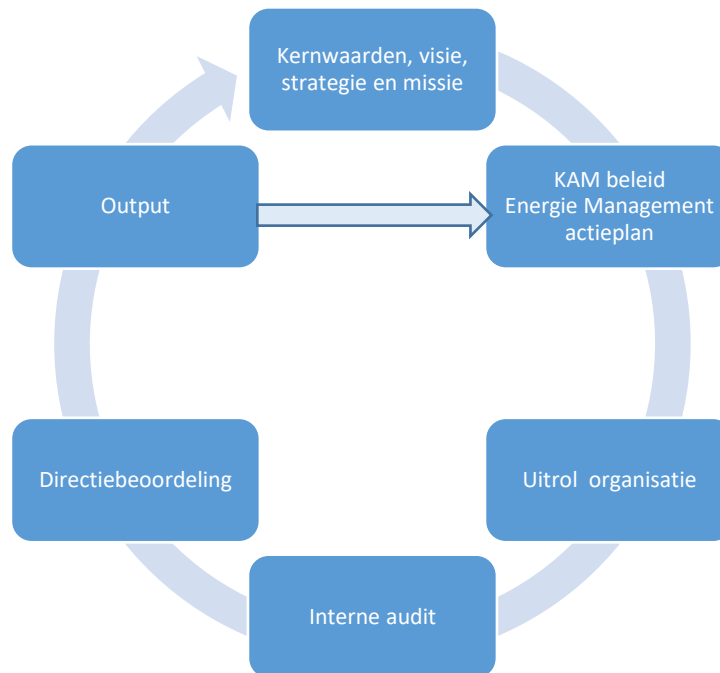 Kernwaarden, visie,
strategie en missie
Output
KAM beleid
Energie Management
actieplan
Directiebeoordeling
Uitrol  organisatie
Interne audit